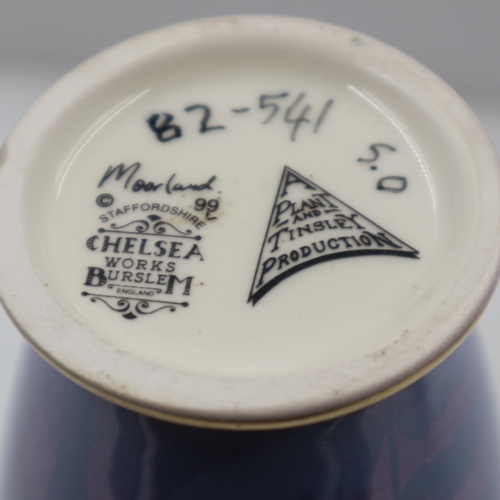 82-541
5.0
Moorland
© 99
STAFFORDSHIRE
CHELSEA
WORKS
BURSLEM
ENGLAND
A
PLANT
AND
TINSLEY
PRODUCTION